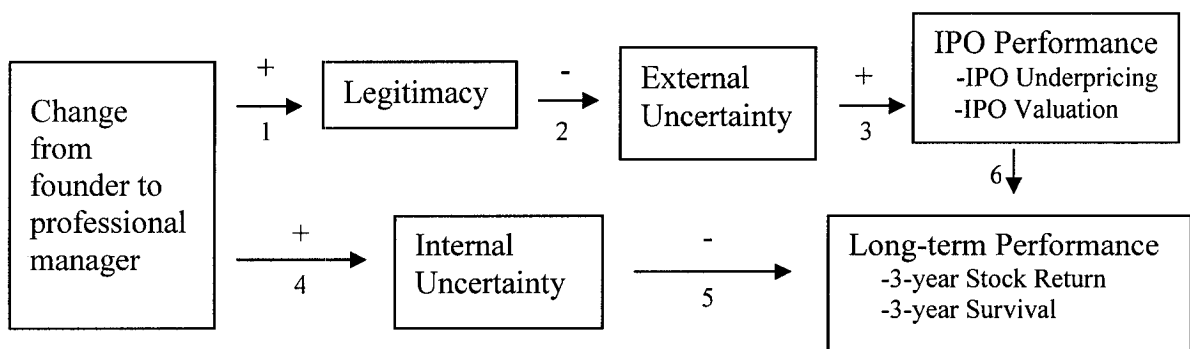 Change
from
founder to
professional
manager
+
1
Legitimacy
-
2
External
Uncertainty
+
3
IPO Performance
-IPO Underpricing
-IPO Valuation
6
+
4
Internal
Uncertainty
-
5
Long-term Performance
-3-year Stock Return
-3-year Survival